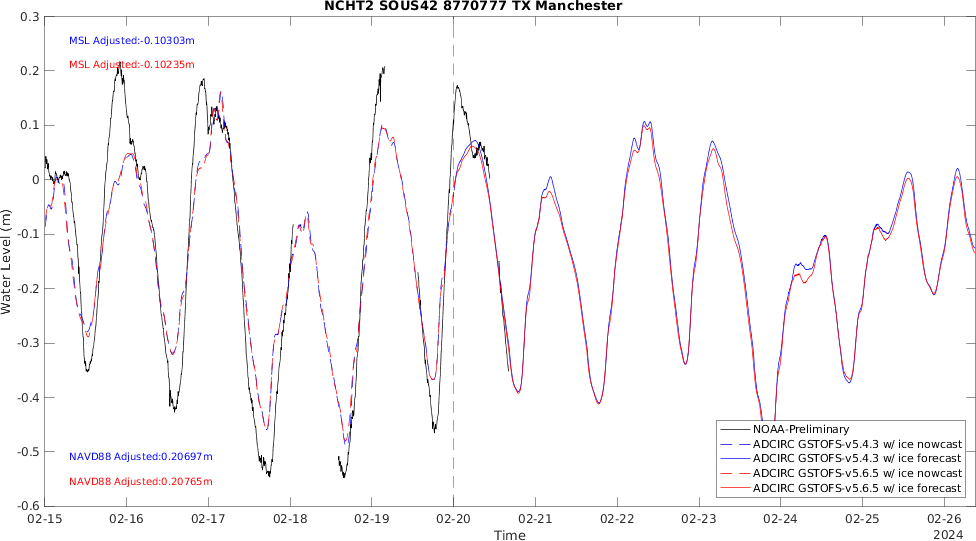 NCHT2 SOUS42 8770777 TX Manchester
0.3
0.2
0.1
0
-0.1
-0.2
-0.3
-0.4
-0.5
-0.6
Water Level (m)
MSL Adjusted:-0.10303m
MSL Adjusted:-0.10235m
NAVD88 Adjusted:0.20697m
NAVD88 Adjusted:0.20765m
NOAA-Preliminary
ADCIRC GSTOFS-v5.4.3 w/ ice nowcast
ADCIRC GSTOFS-v5.4.3 w/ ice forecast
ADCIRC GSTOFS-v5.6.5 w/ ice nowcast
ADCIRC GSTOFS-v5.6.5 w/ ice forecast
02-15 02-16 02-17 02-18 02-19 02-20 02-21 02-22 02-23 02-24 02-25 02-26
Time
2024